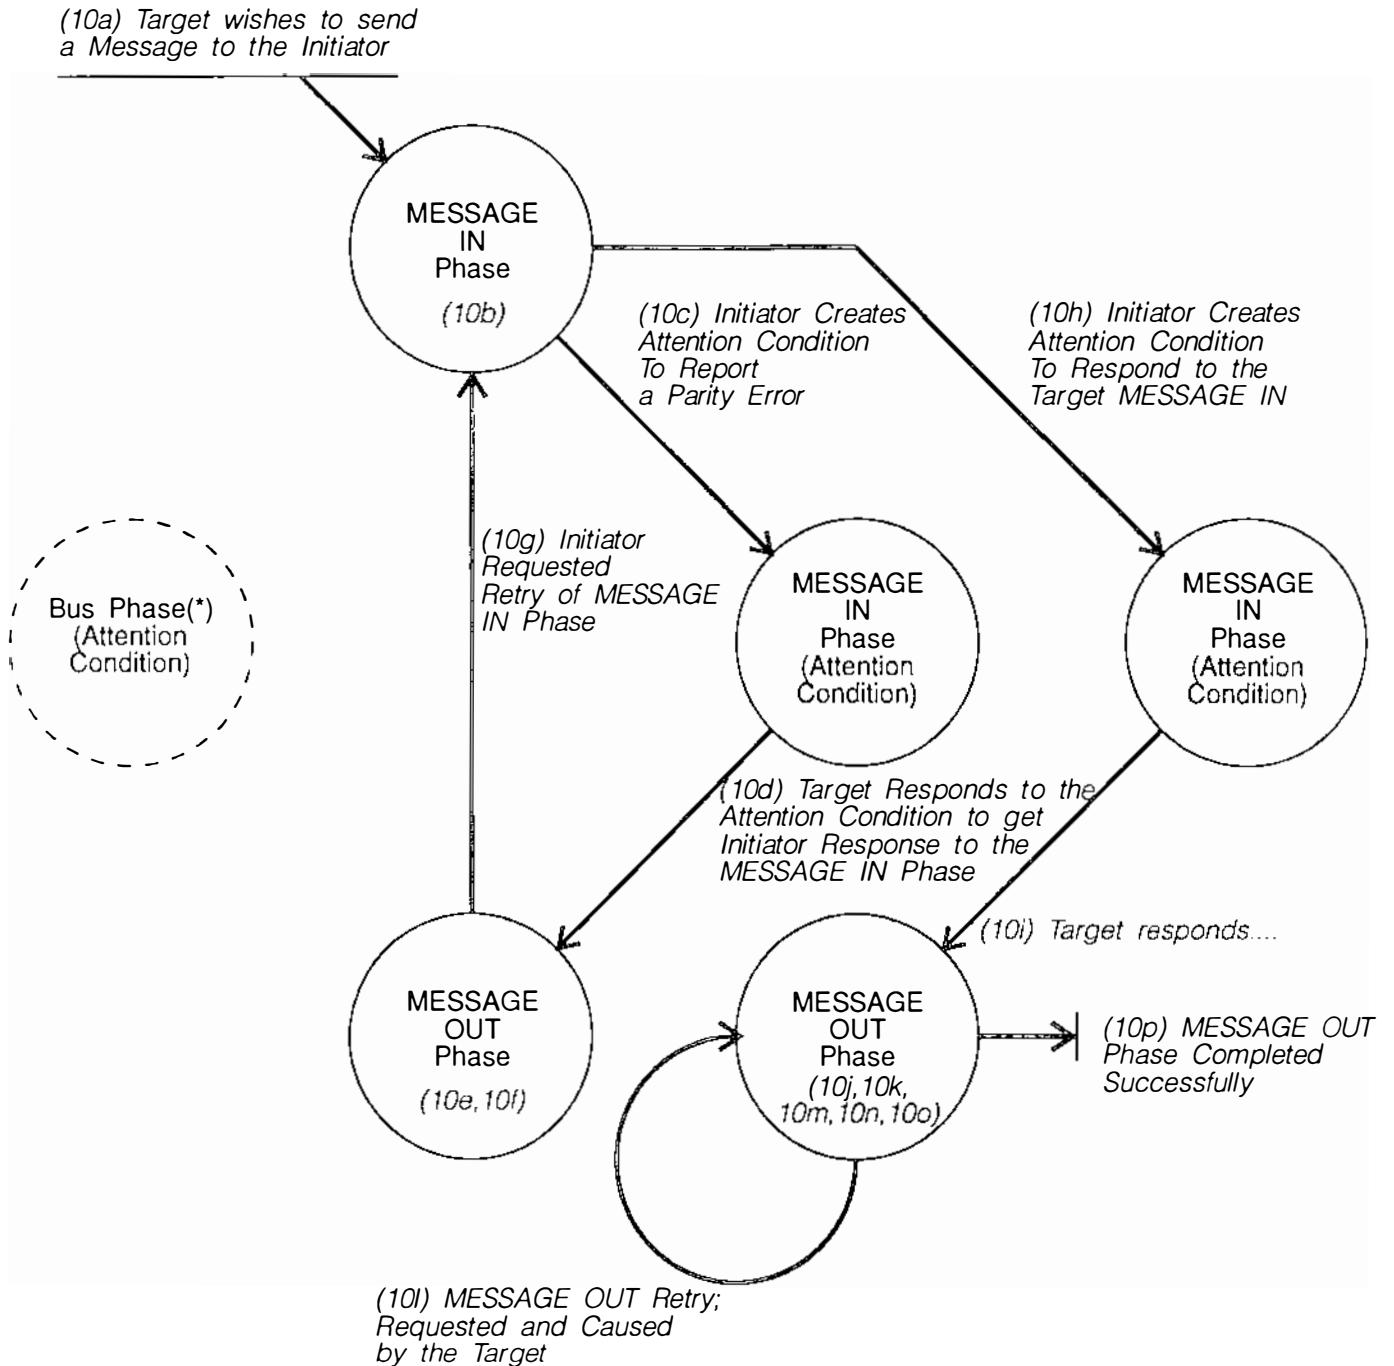 (10a) Target wishes to send
a Message to the Initiator
MESSAGE
IN
Phase
(10b)
(10c) Initiator Creates
Attention Condition
To Report
a Parity Error
(10h) Initiator Creates
Attention Condition
To Respond to the
Target MESSAGE IN
(10g) Initiator
Requested
Retry of MESSAGE
IN Phase
Bus Phase(*)
(Attention
Condition)
MESSAGE
IN
Phase
(Attention
Condition)
MESSAGE
IN
Phase
(Attention
Condition)
(10d) Target Responds to the
Attention Condition to get
Initiator Response to the
MESSAGE IN Phase
(10i) Target responds....
MESSAGE
OUT
Phase
(10e, 10f)
MESSAGE
OUT
Phase
(10j, 10k,
10m, 10n, 10o)
(10p) MESSAGE OUT
Phase Completed
Successfully
(10l) MESSAGE OUT Retry;
Requested and Caused
by the Target